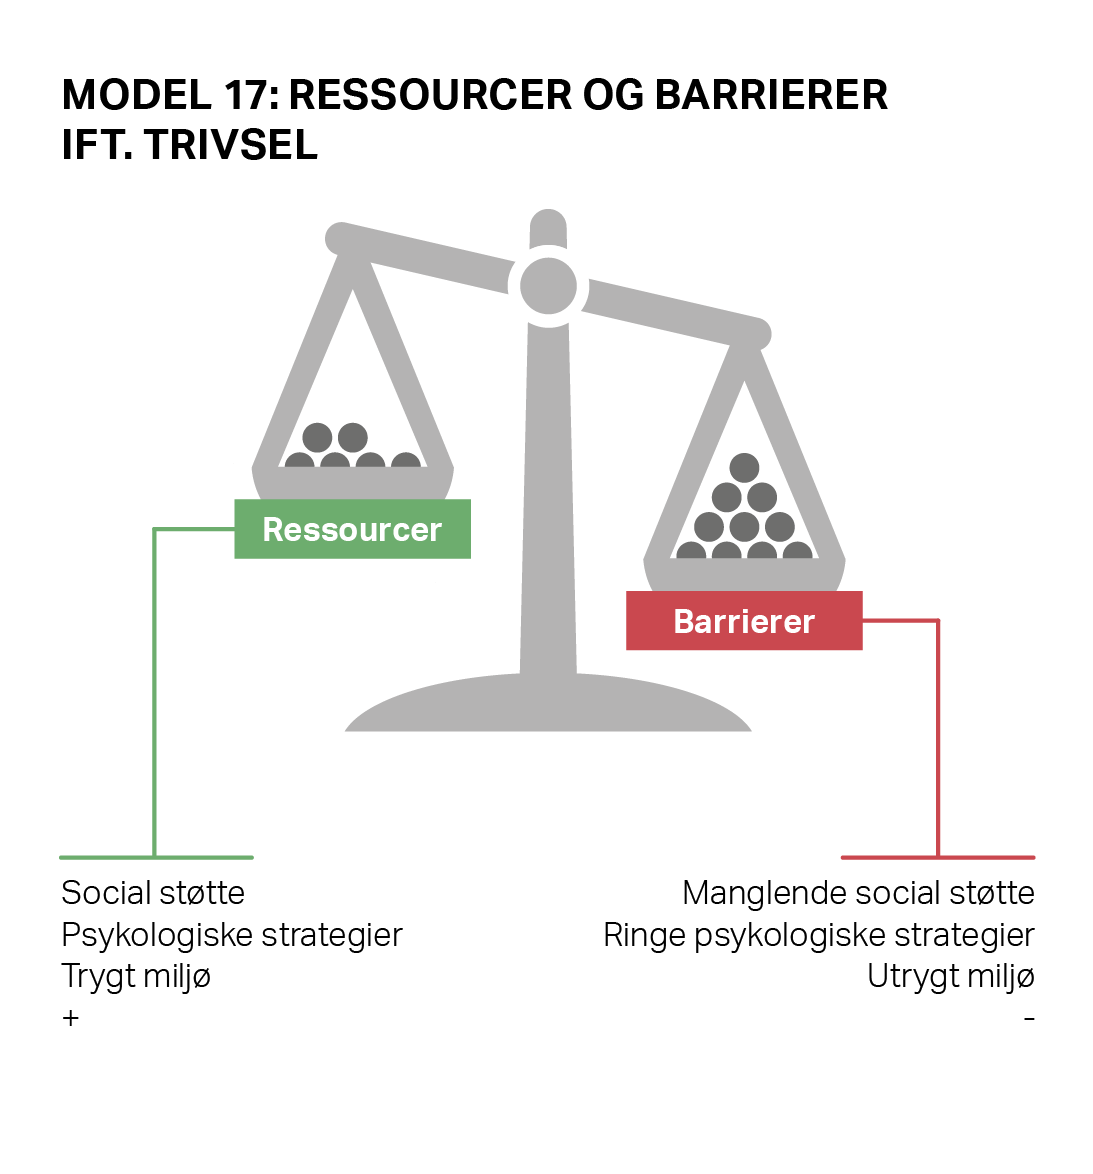 MODEL 17: RESSOURCER OG BARRIERER
IFT. TRIVSEL
Ressourcer
Barrierer
Social støtte
Psykologiske strategier
Trygt miljø
+
Manglende social støtte
Ringe psykologiske strategier
Utrygt miljø
-